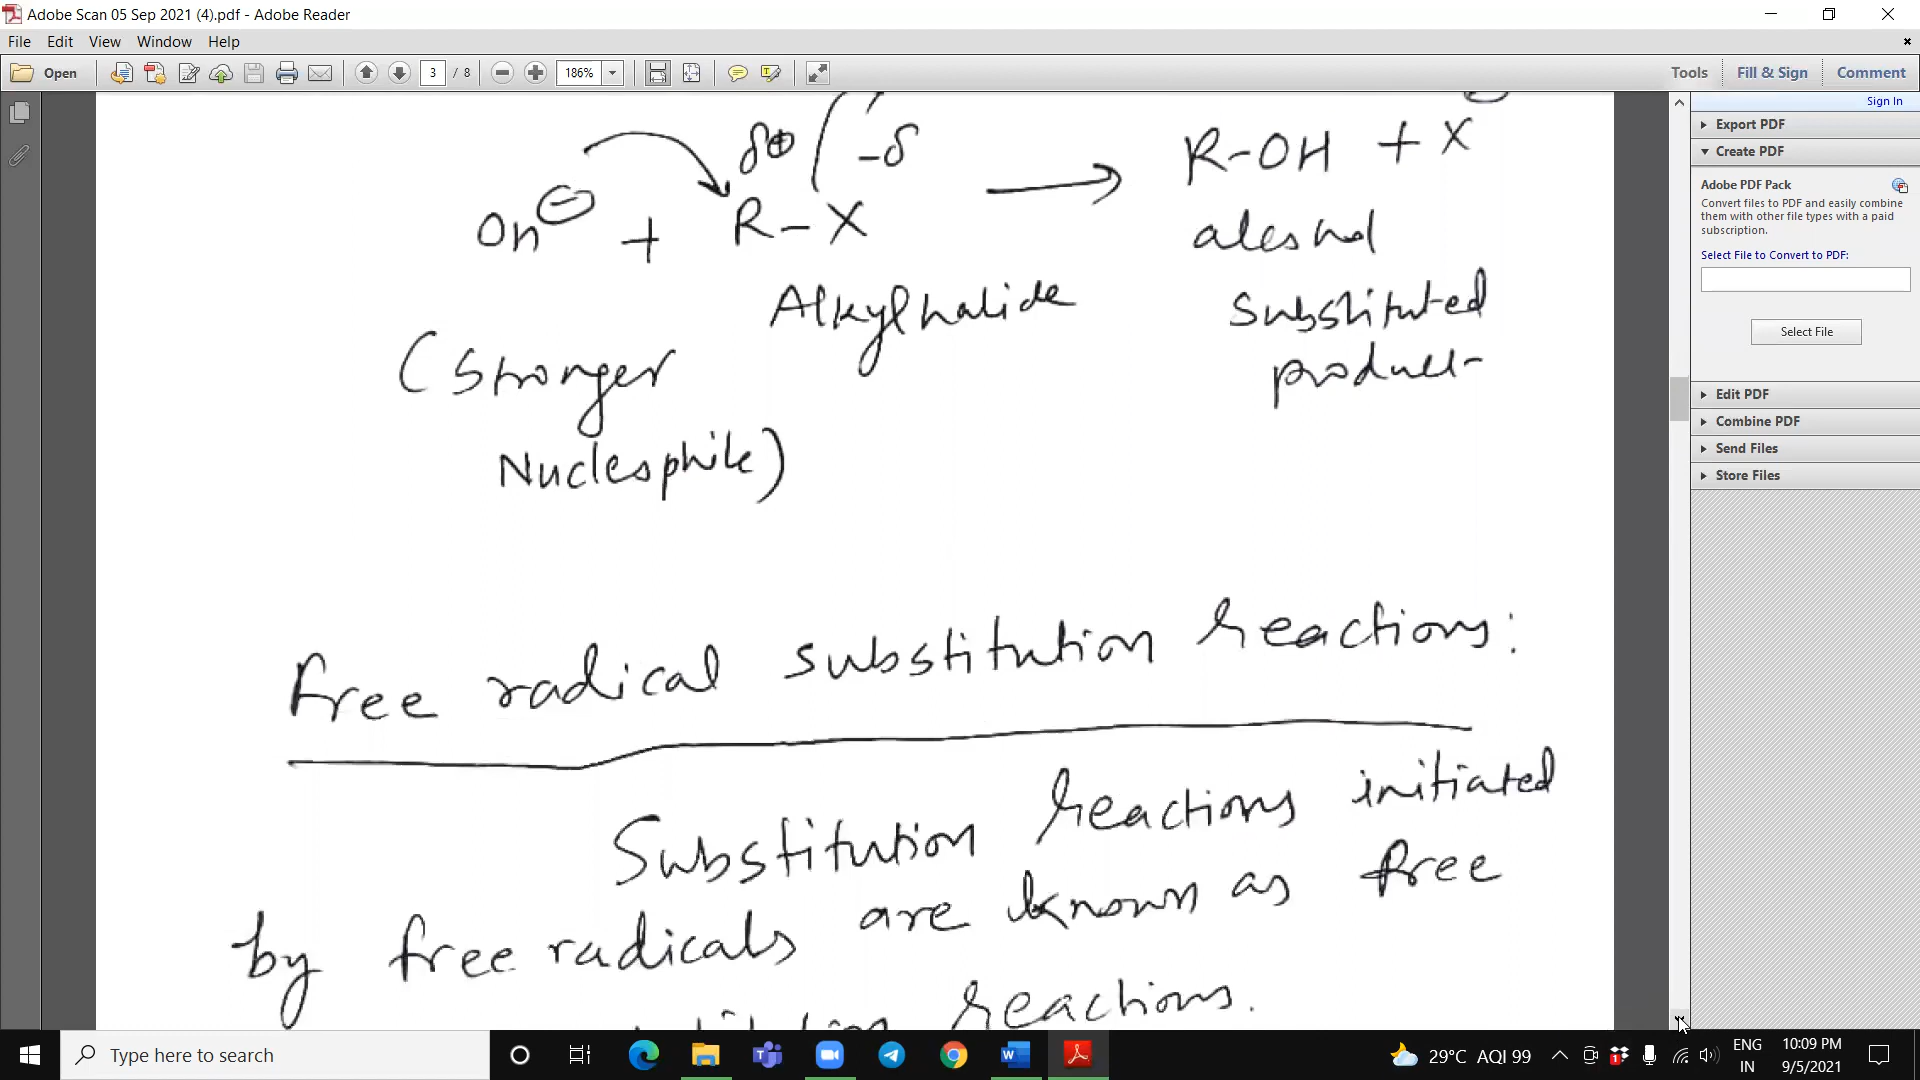 Adobe Scan 05 Sep 2021 (4).pdf - Adobe Reader
File Edit View Window Help
Open 3 / 8 186% Tools Fill & Sign Comment
Sign In
Export PDF
Create PDF
Adobe PDF Pack
Convert files to PDF and easily combine
them with other file types with a paid
subscription.
Select File to Convert to PDF:
Select File
Edit PDF
Combine PDF
Send Files
Store Files
δ⊕ -δ
OH⊖ + R-X → R-OH + X⊖
Alkylhalide alcohol
(Stronger substituted
Nucleophile) product
Free radical substitution reactions:
Substitution reactions initiated
by free radicals are known as free
reactions.
Type here to search
29°C AQI 99 ENG 10:09 PM
IN 9/5/2021